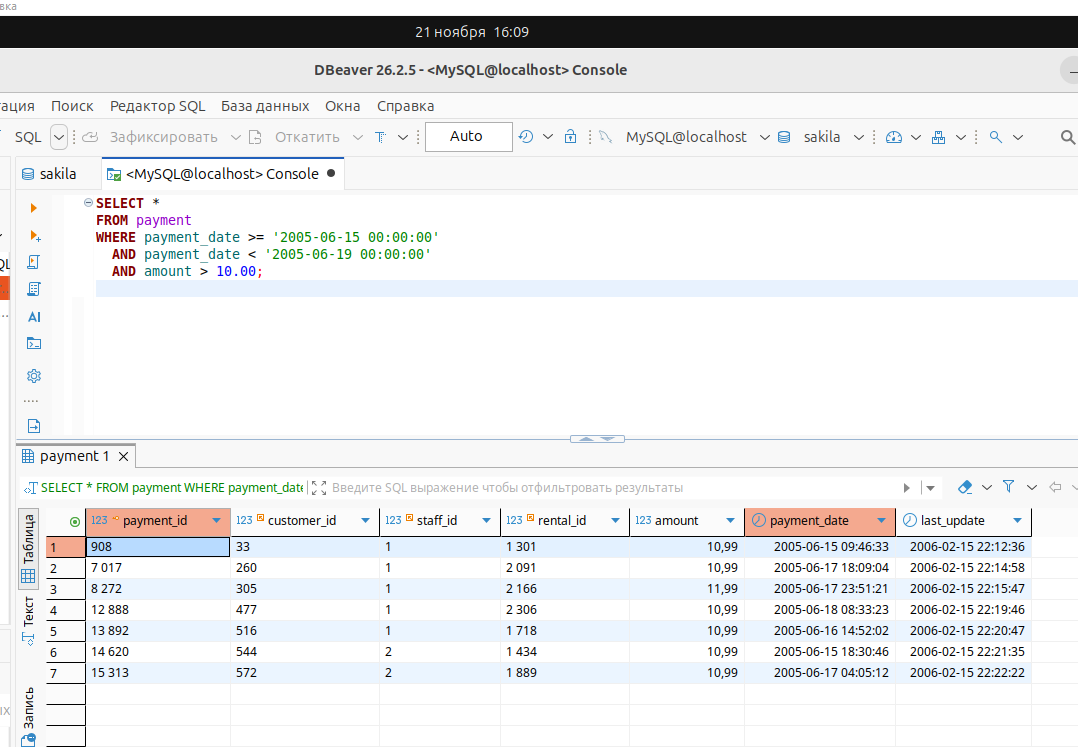 вка
21 ноября 16:09
DBeaver 26.2.5 - <MySQL@localhost> Console
ация Поиск Редактор SQL База данных Окна Справка
SQL Зафиксировать Откатить T Auto MySQL@localhost sakila
sakila <MySQL@localhost> Console
SELECT *
FROM payment
WHERE payment_date >= '2005-06-15 00:00:00'
AND payment_date < '2005-06-19 00:00:00'
AND amount > 10.00;
QL
AI
payment 1
SELECT * FROM payment WHERE payment_date Введите SQL выражение чтобы отфильтровать результаты
Таблица
Текст
Запись
123 payment_id 123 customer_id 123 staff_id 123 rental_id 123 amount payment_date last_update
1 908 33 1 1 301 10,99 2005-06-15 09:46:33 2006-02-15 22:12:36
2 7 017 260 1 2 091 10,99 2005-06-17 18:09:04 2006-02-15 22:14:58
3 8 272 305 1 2 166 11,99 2005-06-17 23:51:21 2006-02-15 22:15:47
4 12 888 477 1 2 306 10,99 2005-06-18 08:33:23 2006-02-15 22:19:46
5 13 892 516 1 1 718 10,99 2005-06-16 14:52:02 2006-02-15 22:20:47
6 14 620 544 2 1 434 10,99 2005-06-15 18:30:46 2006-02-15 22:21:35
7 15 313 572 2 1 889 10,99 2005-06-17 04:05:12 2006-02-15 22:22:22